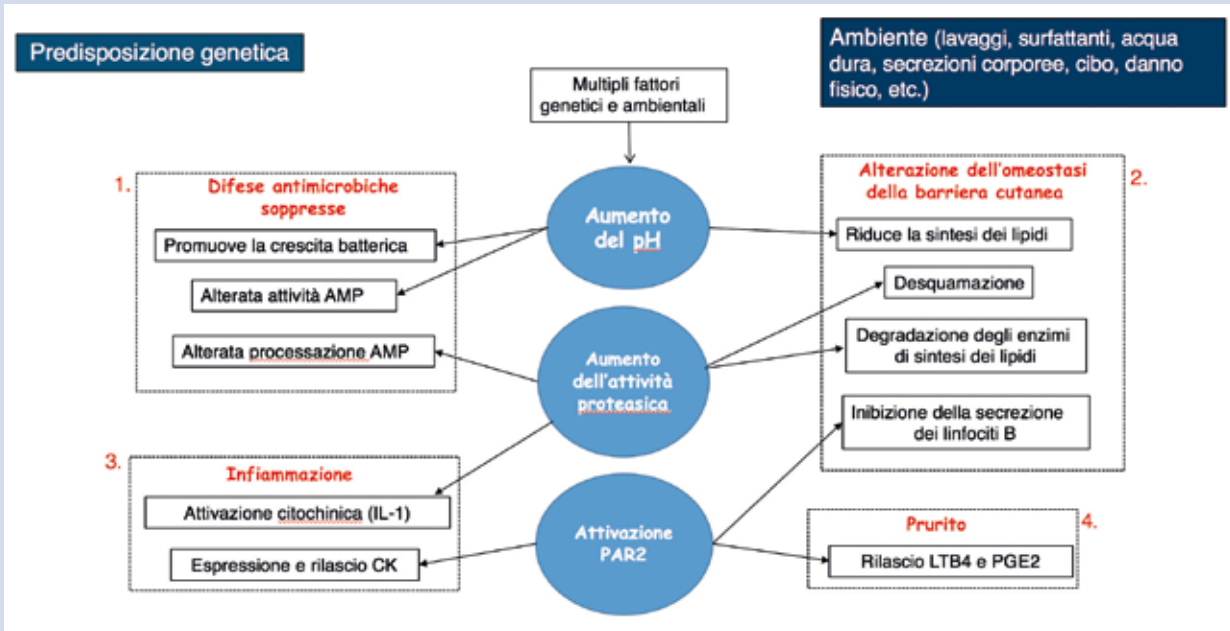 Predisposizione genetica
Ambiente (lavaggi, surfattanti, acqua
dura, secrezioni corporee, cibo, danno
fisico, etc.)
Multipli fattori
genetici e ambientali
1.
Difese antimicrobiche
soppresse
Promuove la crescita batterica
Alterata attività AMP
Alterata processazione AMP
Aumento
del pH
Aumento
dell'attività
proteasica
Attivazione
PAR2
2.
Alterazione dell'omeostasi
della barriera cutanea
Riduce la sintesi dei lipidi
Desquamazione
Degradazione degli enzimi
di sintesi dei lipidi
Inibizione della secrezione
dei linfociti B
3.
Infiammazione
Attivazione citochinica (IL-1)
Espressione e rilascio CK
4.
Prurito
Rilascio LTB4 e PGE2